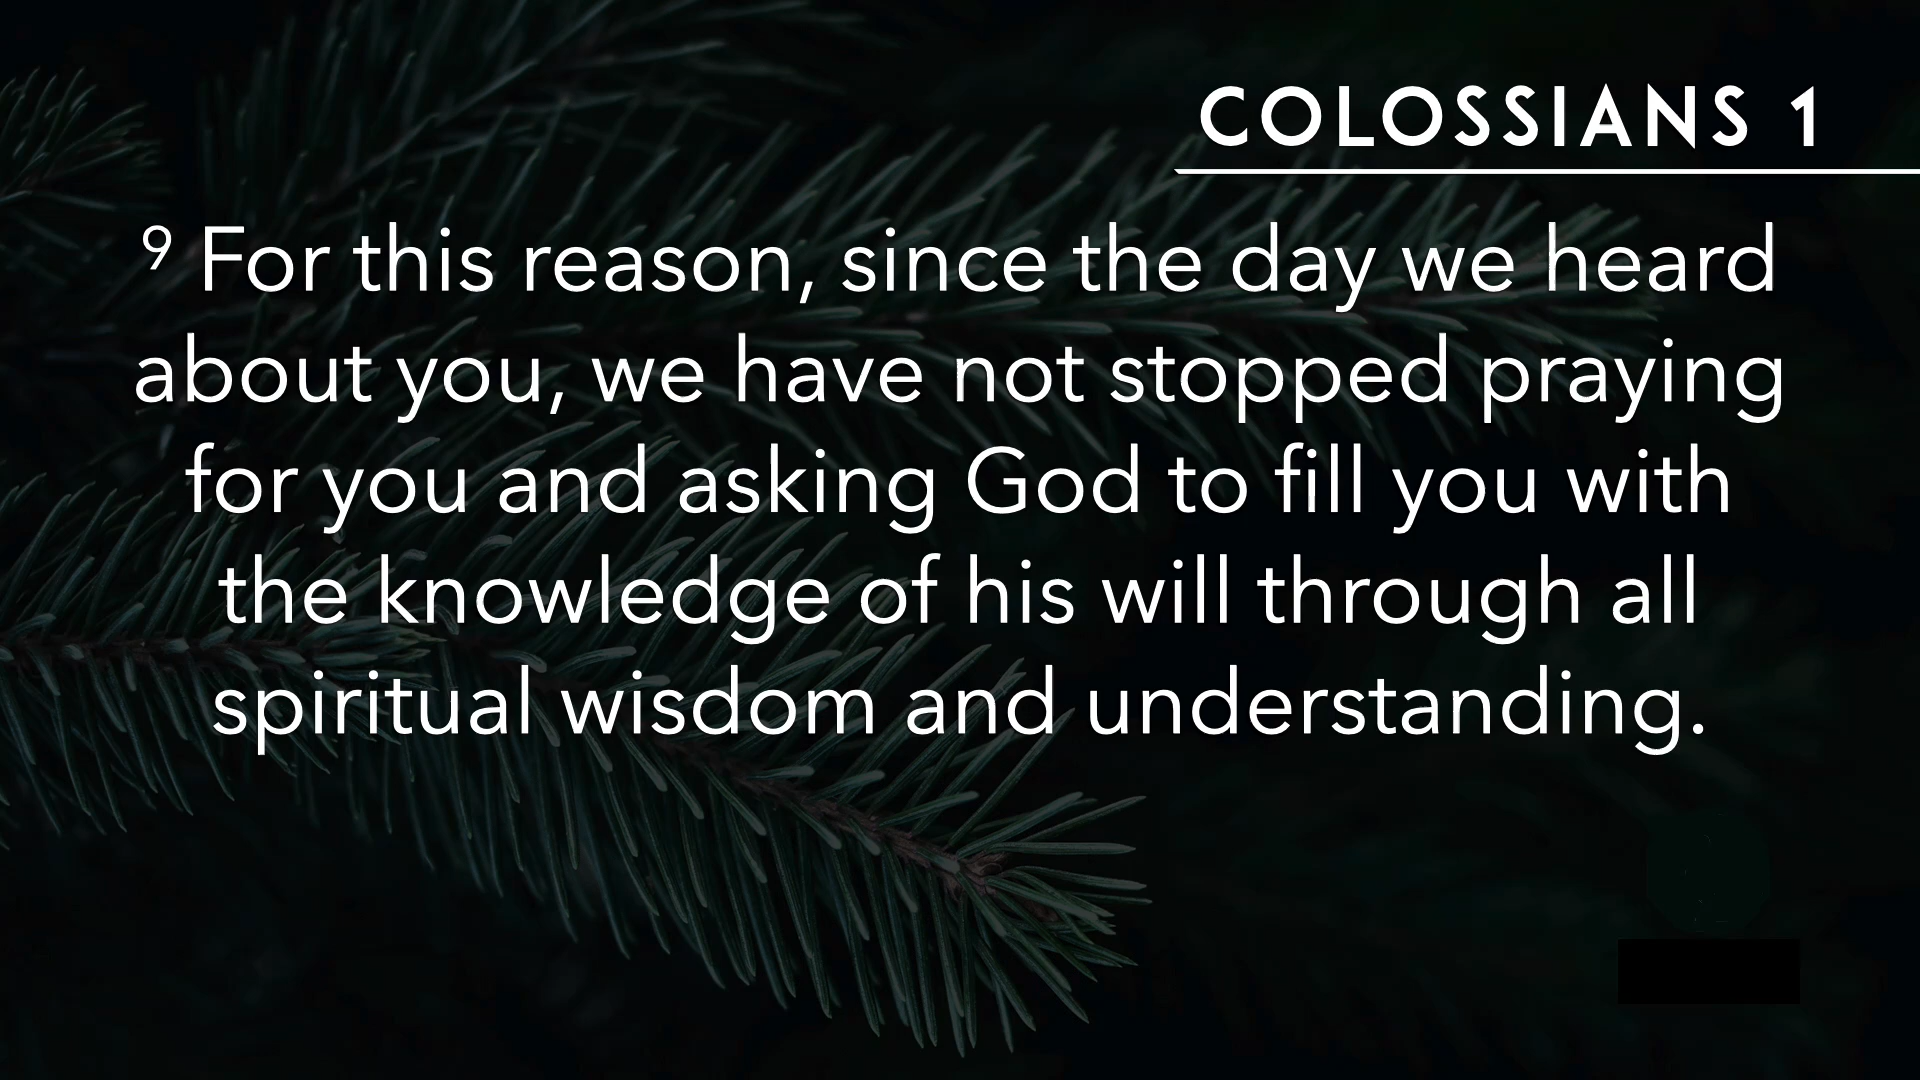 COLOSSIANS 1
⁹ For this reason, since the day we heard
about you, we have not stopped praying
for you and asking God to fill you with
the knowledge of his will through all
spiritual wisdom and understanding.